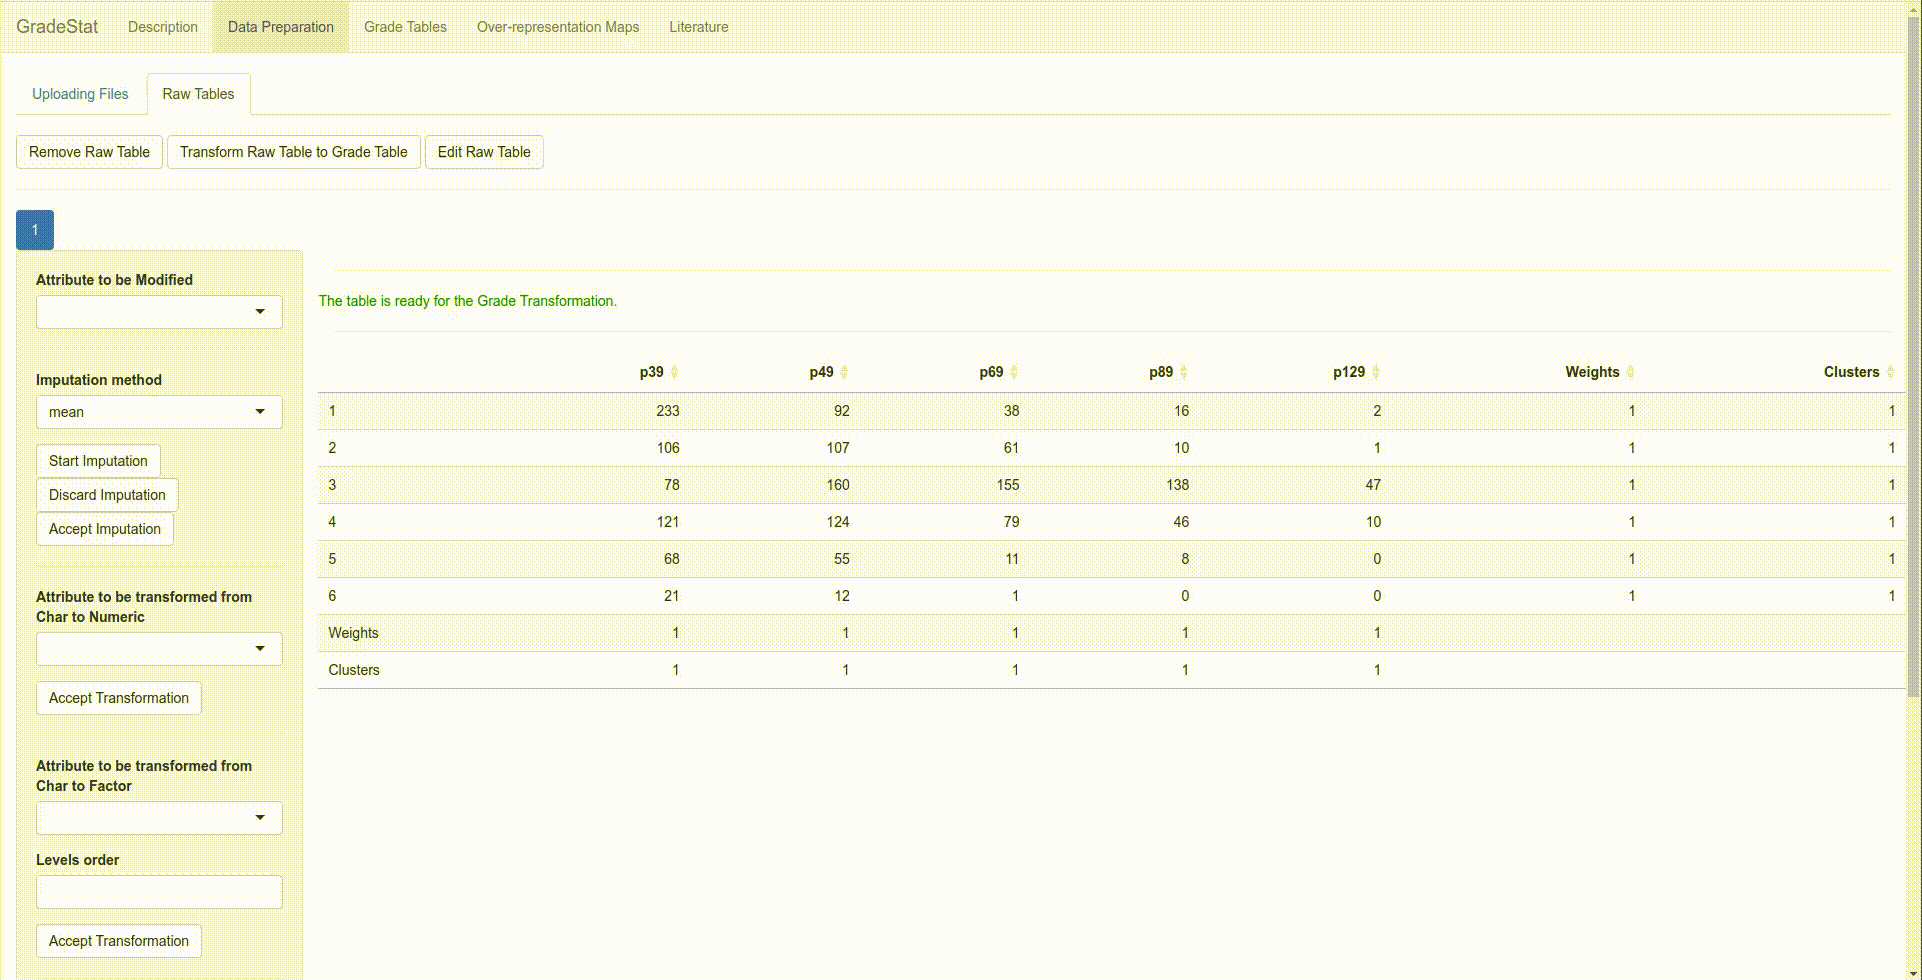 GradeStat Description Data Preparation Grade Tables Over-representation Maps Literature
Uploading Files Raw Tables
Remove Raw Table Transform Raw Table to Grade Table Edit Raw Table
1
Attribute to be Modified
Imputation method
mean
Start Imputation
Discard Imputation
Accept Imputation
Attribute to be transformed from
Char to Numeric
Accept Transformation
Attribute to be transformed from
Char to Factor
Levels order
Accept Transformation
The table is ready for the Grade Transformation.
p39 p49 p69 p89 p129 Weights Clusters
1 233 92 38 16 2 1 1
2 106 107 61 10 1 1 1
3 78 160 155 138 47 1 1
4 121 124 79 46 10 1 1
5 68 55 11 8 0 1 1
6 21 12 1 0 0 1 1
Weights 1 1 1 1 1
Clusters 1 1 1 1 1